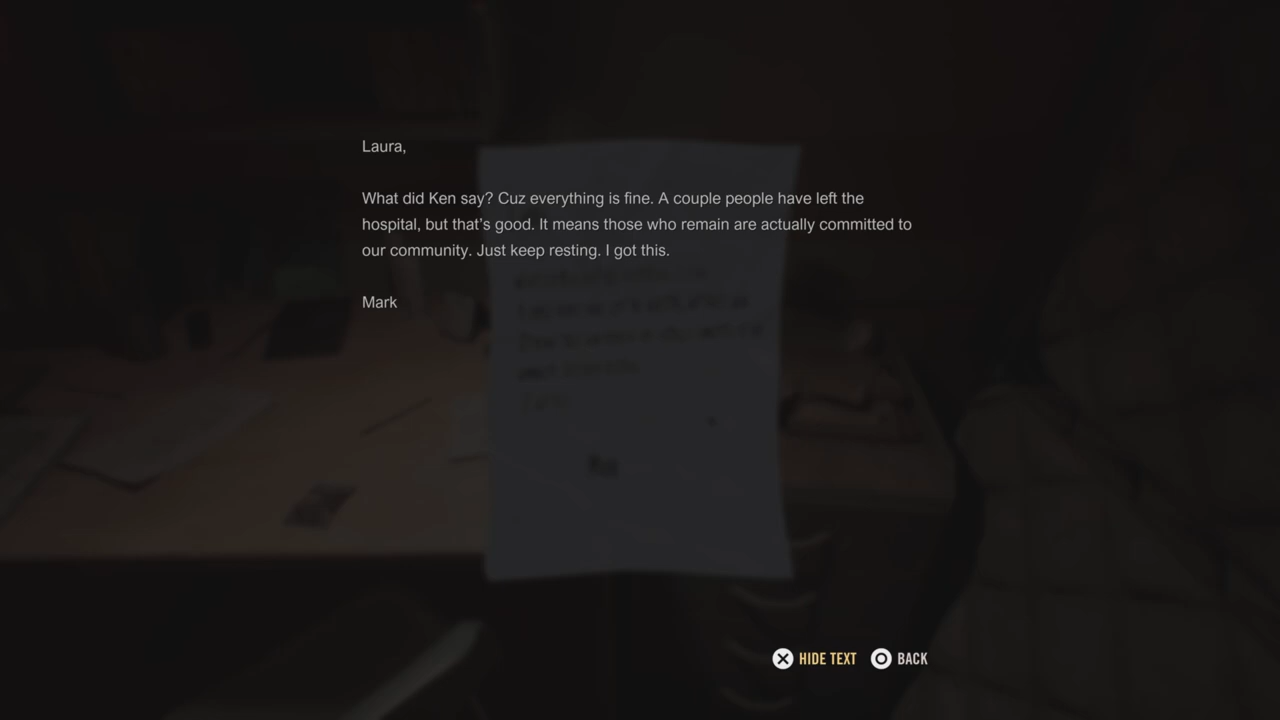 Laura,
What did Ken say? Cuz everything is fine. A couple people have left the
hospital, but that's good. It means those who remain are actually committed to
our community. Just keep resting. I got this.
Mark
HIDE TEXT BACK